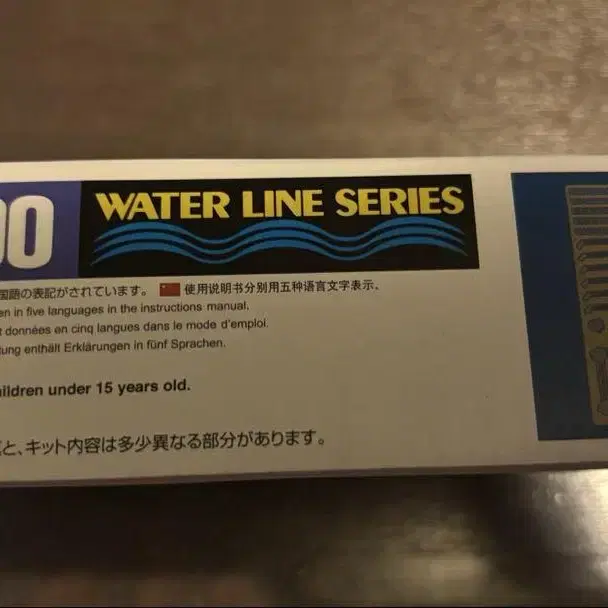 00
WATER LINE SERIES
国語の表記がされています。 使用说明书分别用五种语言文字表示。
en in five languages in the instructions manual.
t données en cinq langues dans le mode d'emploi.
tung enthält Erklärungen in fünf Sprachen.
ildren under 15 years old.
と、キット内容は多少異なる部分があります。